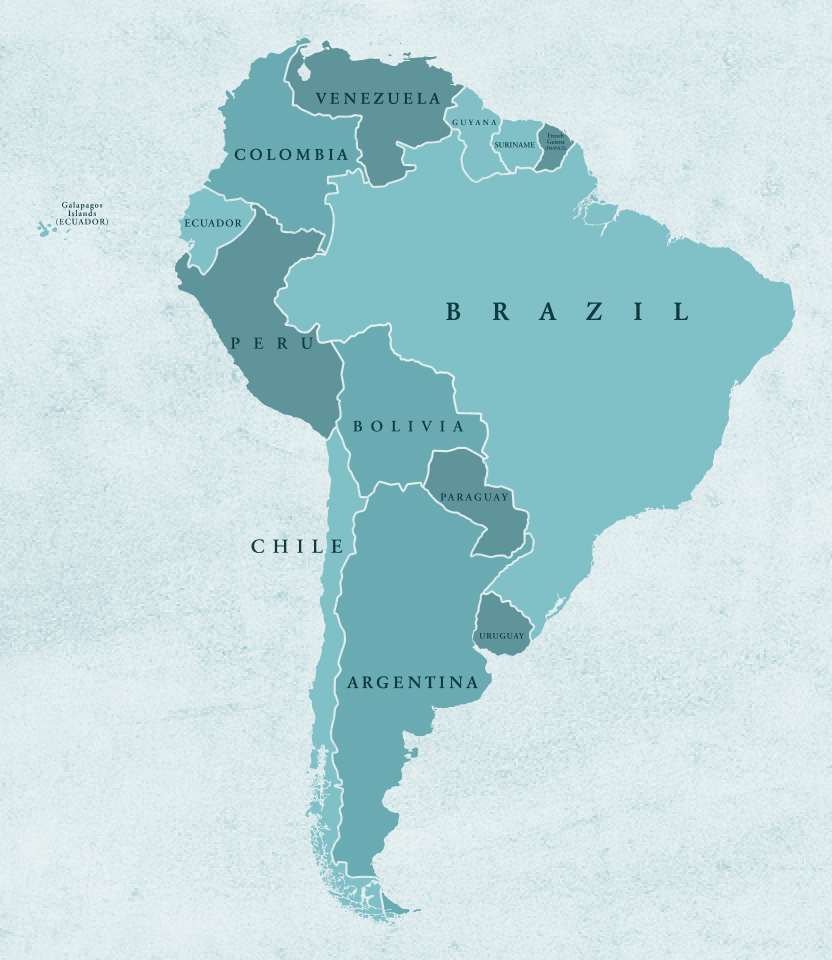 VENEZUELA
GUYANA
SURINAME
French
Guiana
(FRANCE)
COLOMBIA
Galapagos
Islands
(ECUADOR)
ECUADOR
BRAZIL
PERU
BOLIVIA
PARAGUAY
CHILE
URUGUAY
ARGENTINA